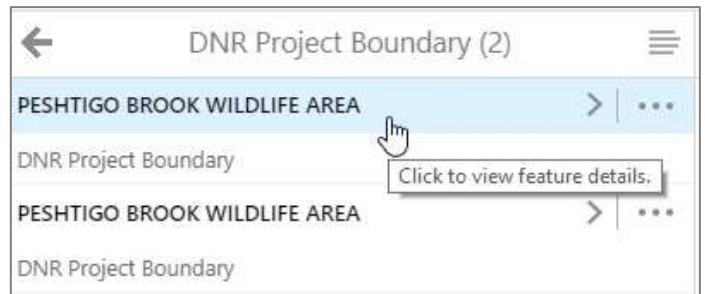 DNR Project Boundary (2)
PESHTIGO BROOK WILDLIFE AREA
DNR Project Boundary
Click to view feature details.
PESHTIGO BROOK WILDLIFE AREA
DNR Project Boundary